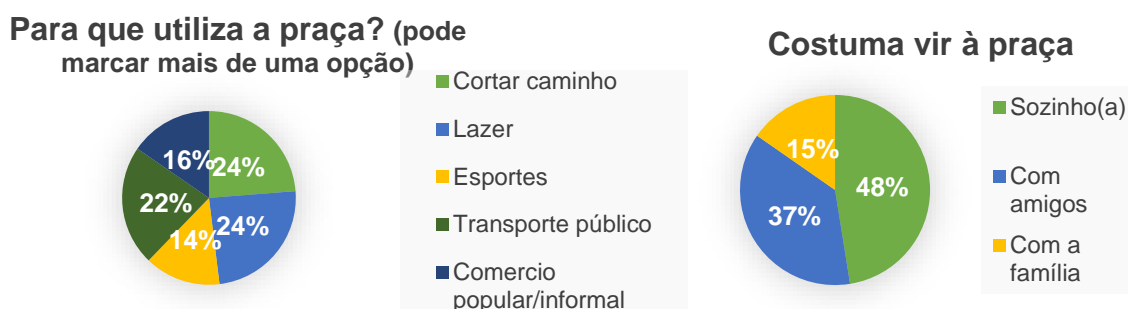 Para que utiliza a praça? (pode
marcar mais de uma opção)
16%
24%
22%
14%
24%
Cortar caminho
Lazer
Esportes
Transporte público
Comercio
popular/informal
Costuma vir à praça
15%
48%
37%
Sozinho(a)
Com
amigos
Com a
família